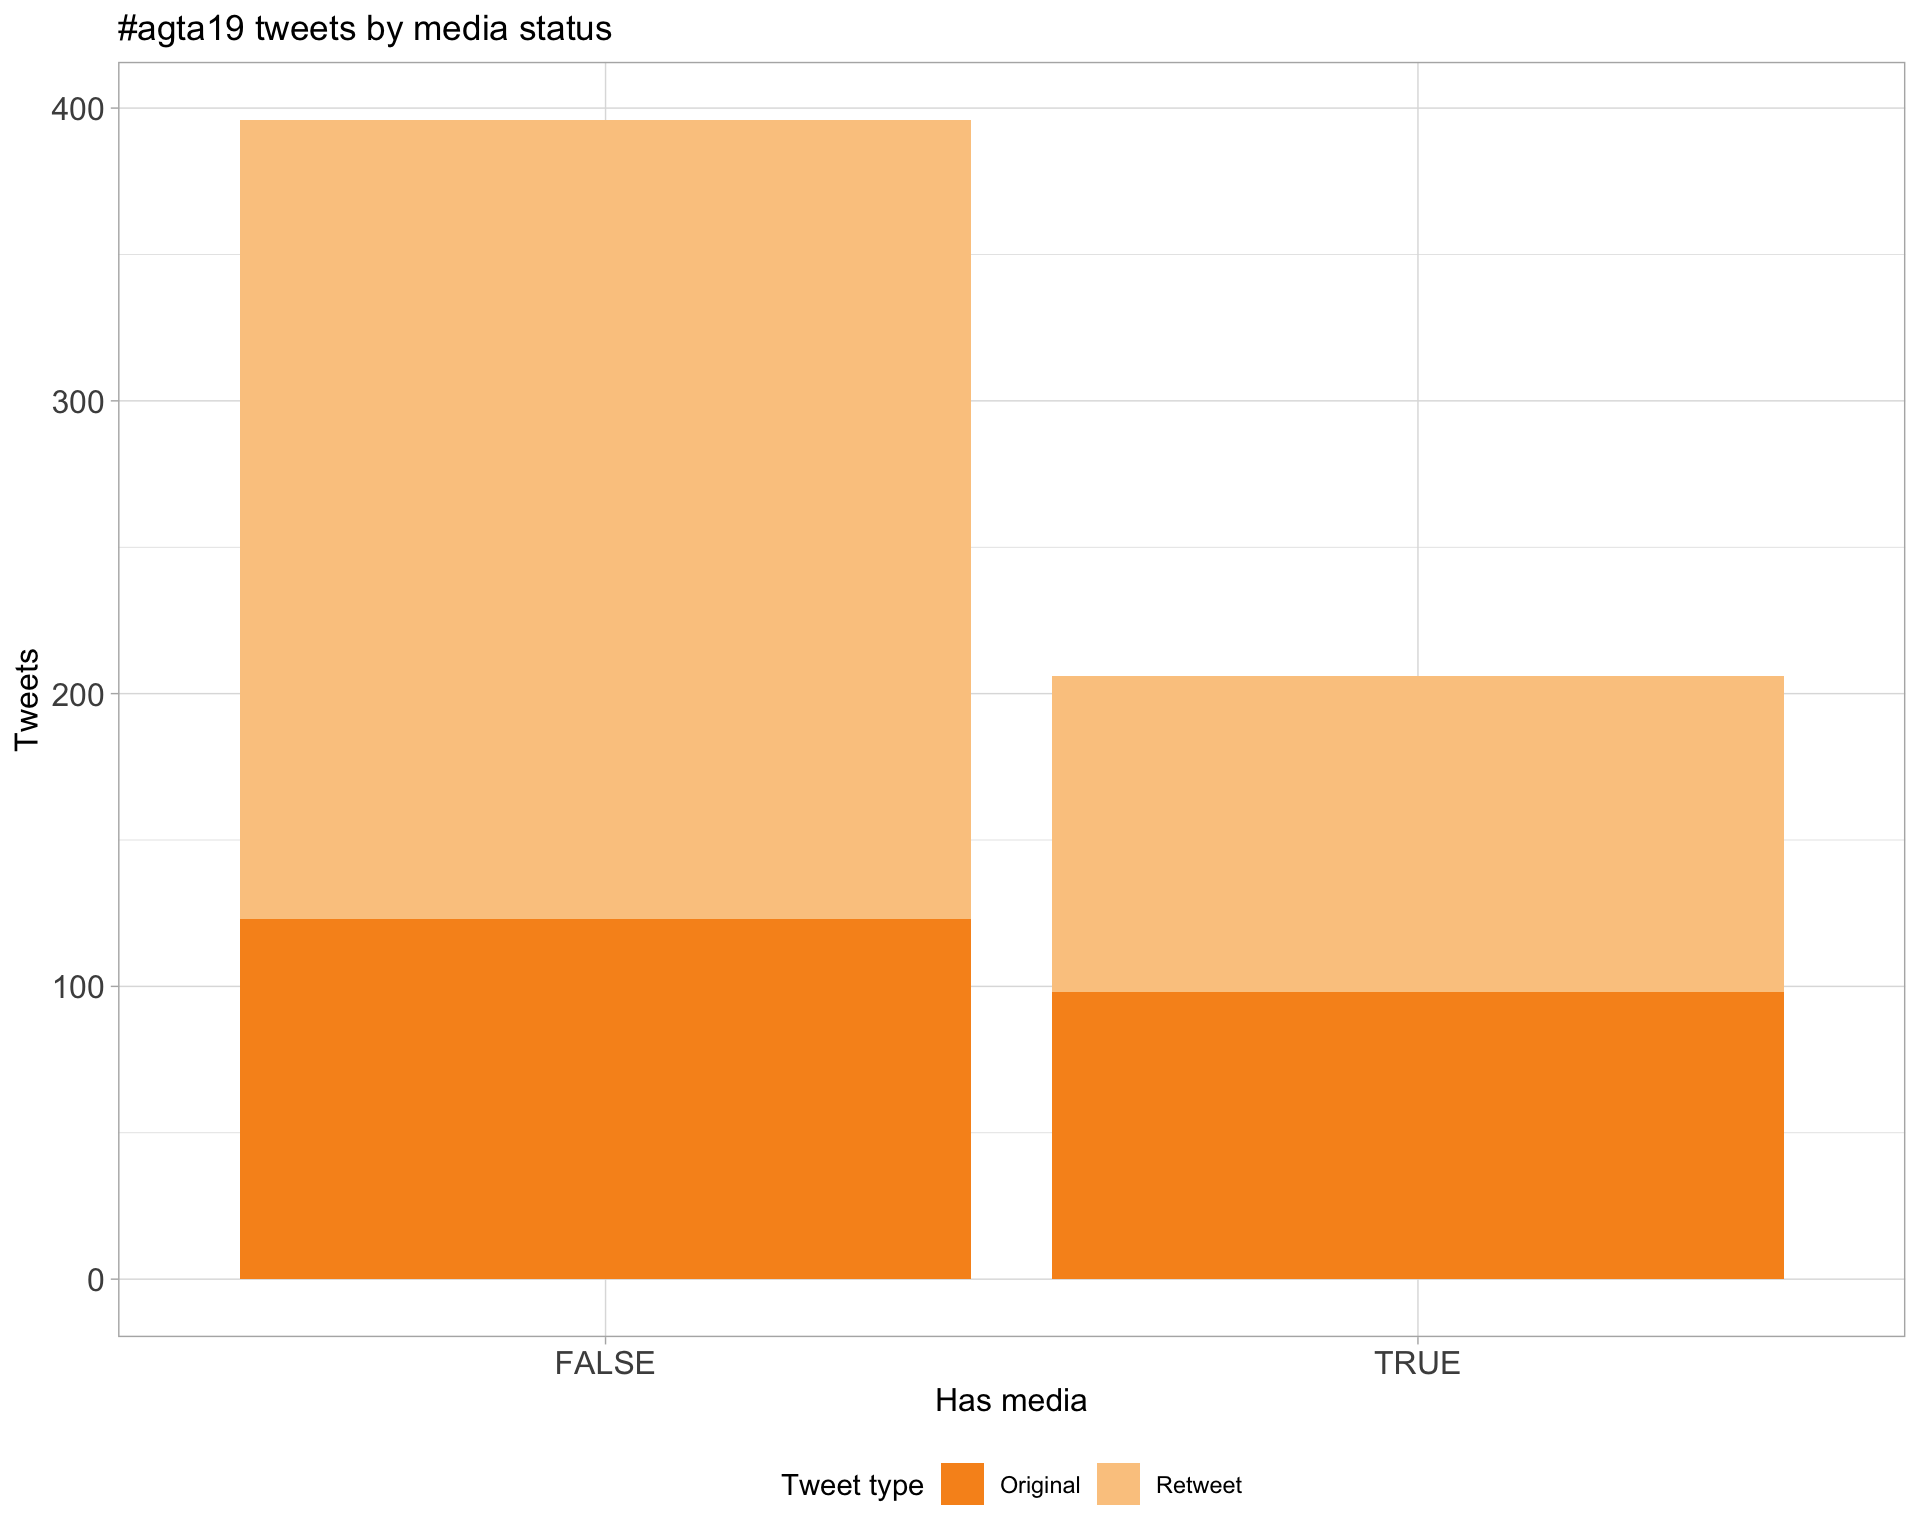 #agta19 tweets by media status
400
300
200
100
0
Tweets
FALSE
TRUE
Has media
Tweet type
Original
Retweet